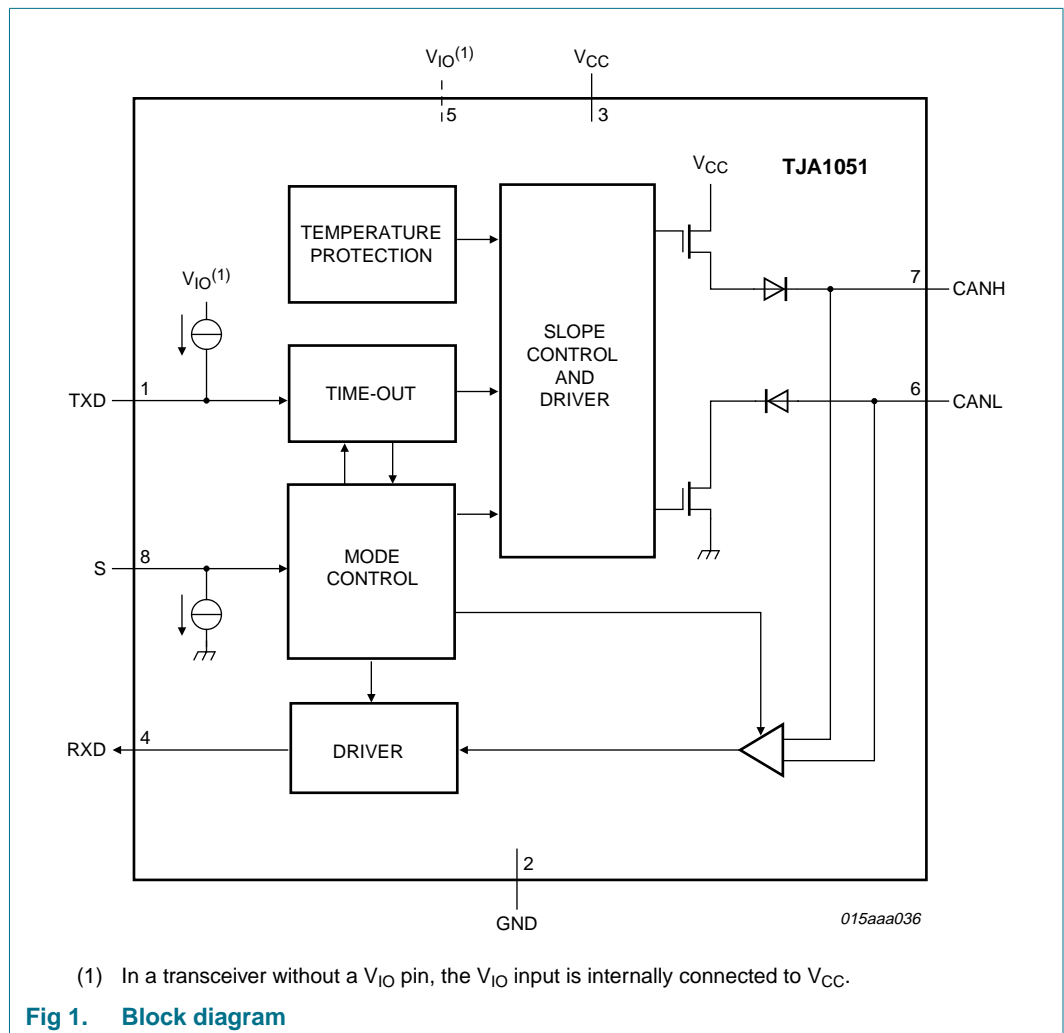 VIO(1)
VCC
5
3
VCC
TJA1051
TEMPERATURE
PROTECTION
VIO(1)
7
CANH
SLOPE
CONTROL
AND
DRIVER
1
TXD
TIME-OUT
6
CANL
8
S
MODE
CONTROL
4
RXD
DRIVER
2
GND
015aaa036
(1) In a transceiver without a VIO pin, the VIO input is internally connected to VCC.
Fig 1. Block diagram